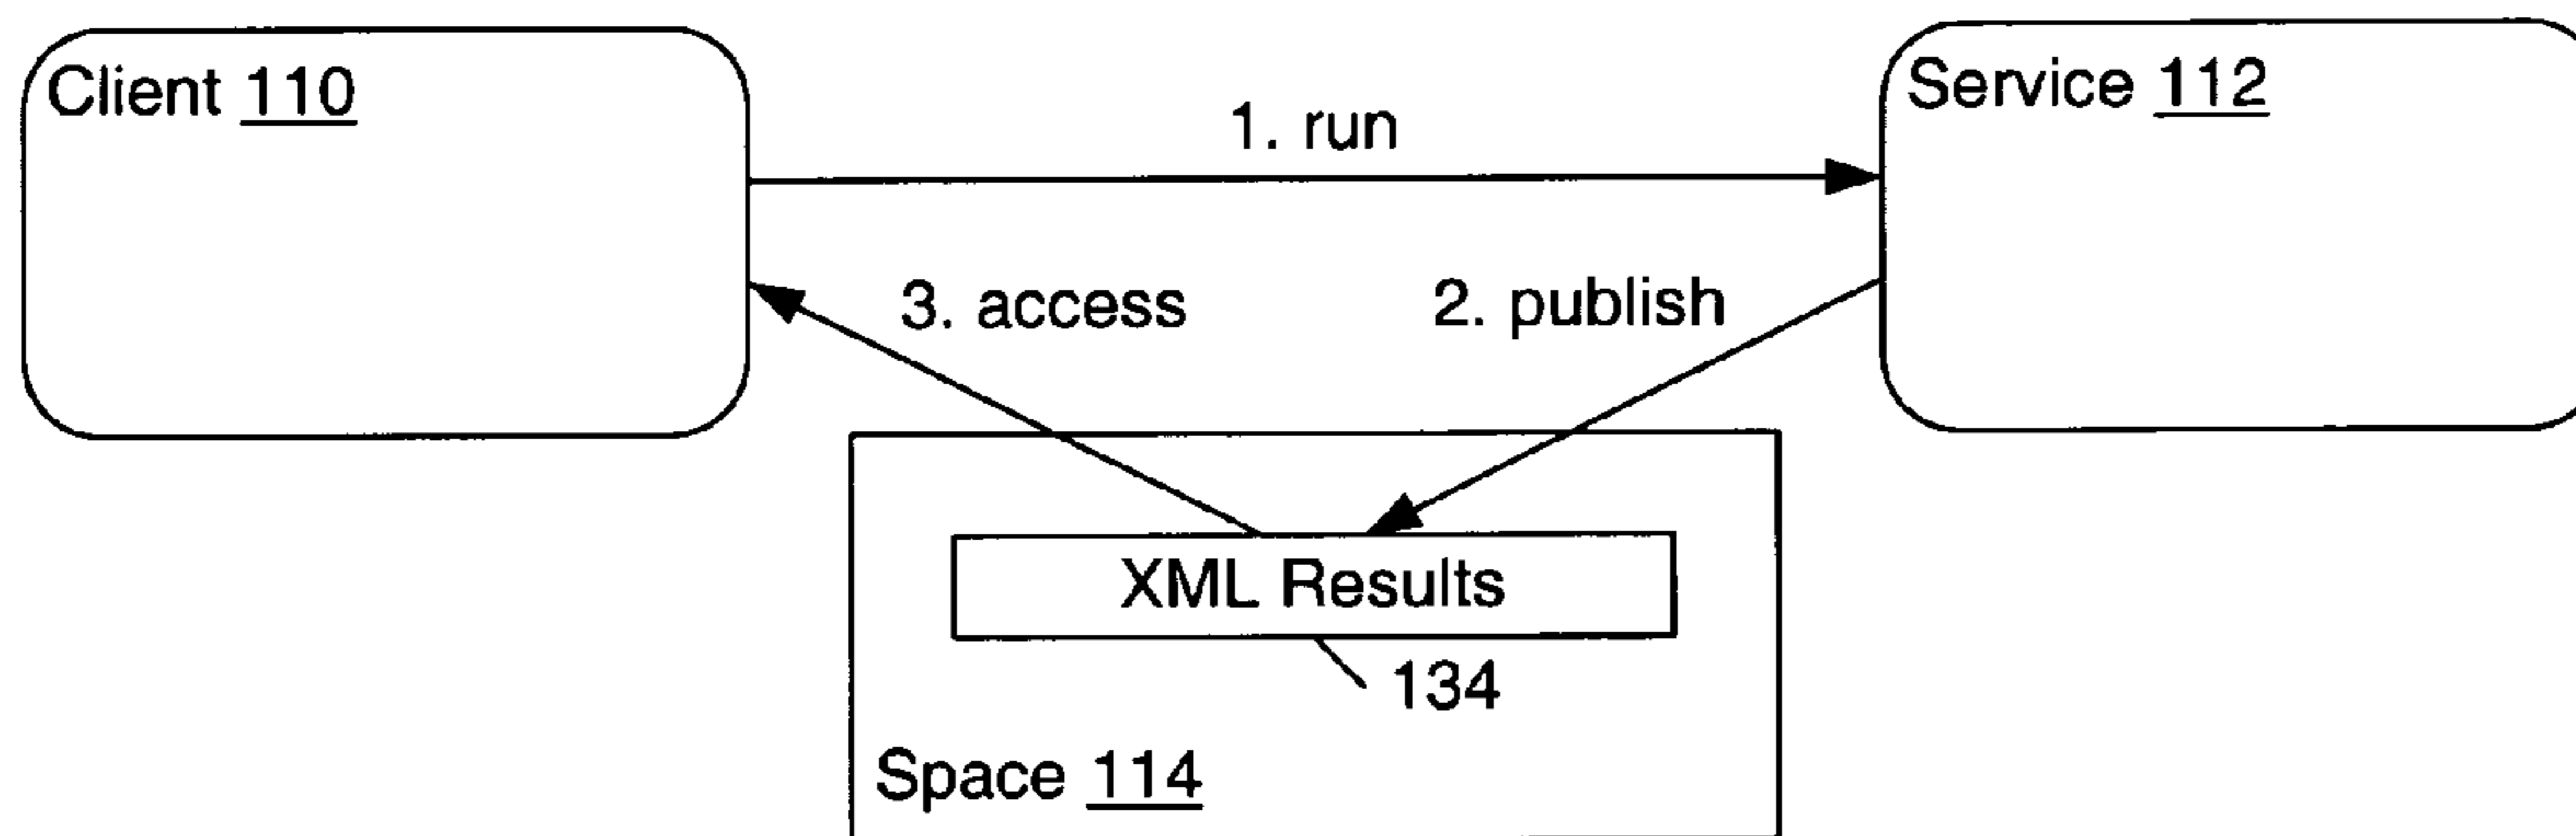 Client 110
Service 112
1. run
3. access
2. publish
XML Results
134
Space 114